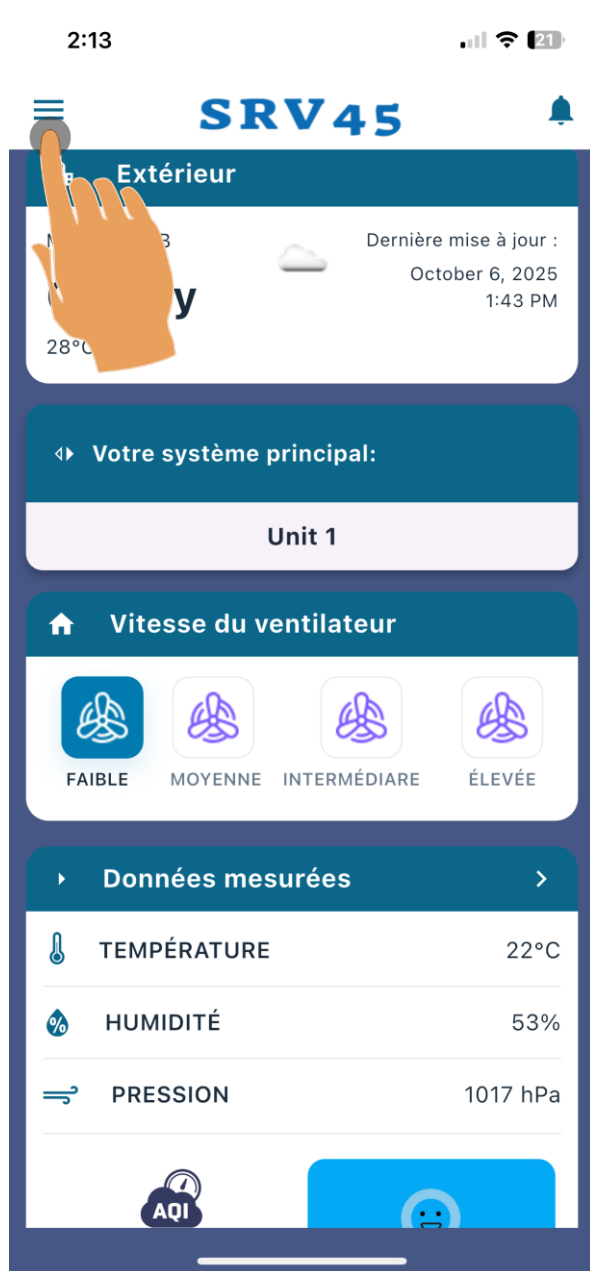 2:13
21
SRV45
Extérieur
Dernière mise à jour :
October 6, 2025
1:43 PM
28°C
Votre système principal:
Unit 1
Vitesse du ventilateur
FAIBLE MOYENNE INTERMÉDIARE ÉLEVÉE
Données mesurées
TEMPÉRATURE 22°C
HUMIDITÉ 53%
PRESSION 1017 hPa
AQI